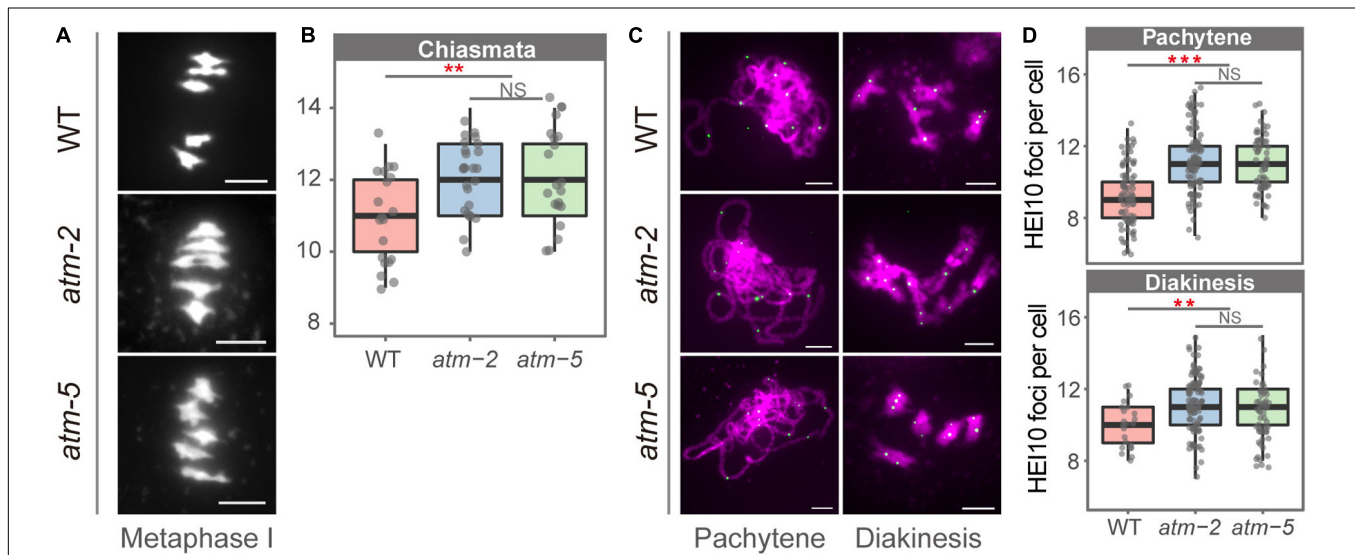 A
WT
atm-2
atm-5
Metaphase I
B
Chiasmata
**
NS
14
12
10
8
WT atm−2 atm−5
C
WT
atm-2
atm-5
Pachytene Diakinesis
D
Pachytene
***
NS
HEI10 foci per cell
16
12
8
Diakinesis
**
NS
HEI10 foci per cell
16
12
8
WT atm−2 atm−5